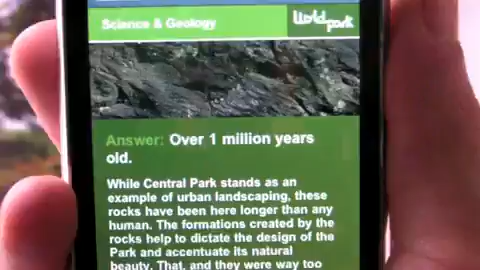 Science & Geology
World park
Answer: Over 1 million years
old.
While Central Park stands as an
example of urban landscaping, these
rocks have been here longer than any
human. The formations created by the
rocks help to dictate the design of the
Park and accentuate its natural
beauty. That, and they were way too